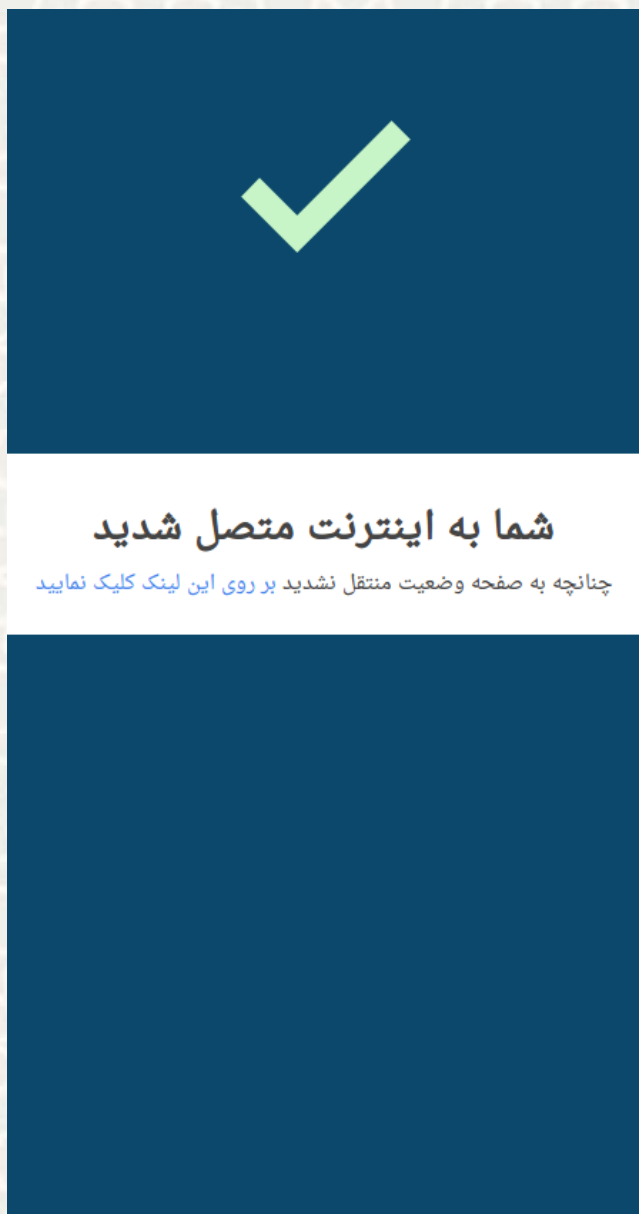 شما به اینترنت متصل شدید
چنانچه به صفحه وضعیت منتقل نشدید بر روی این لینک کلیک نمایید